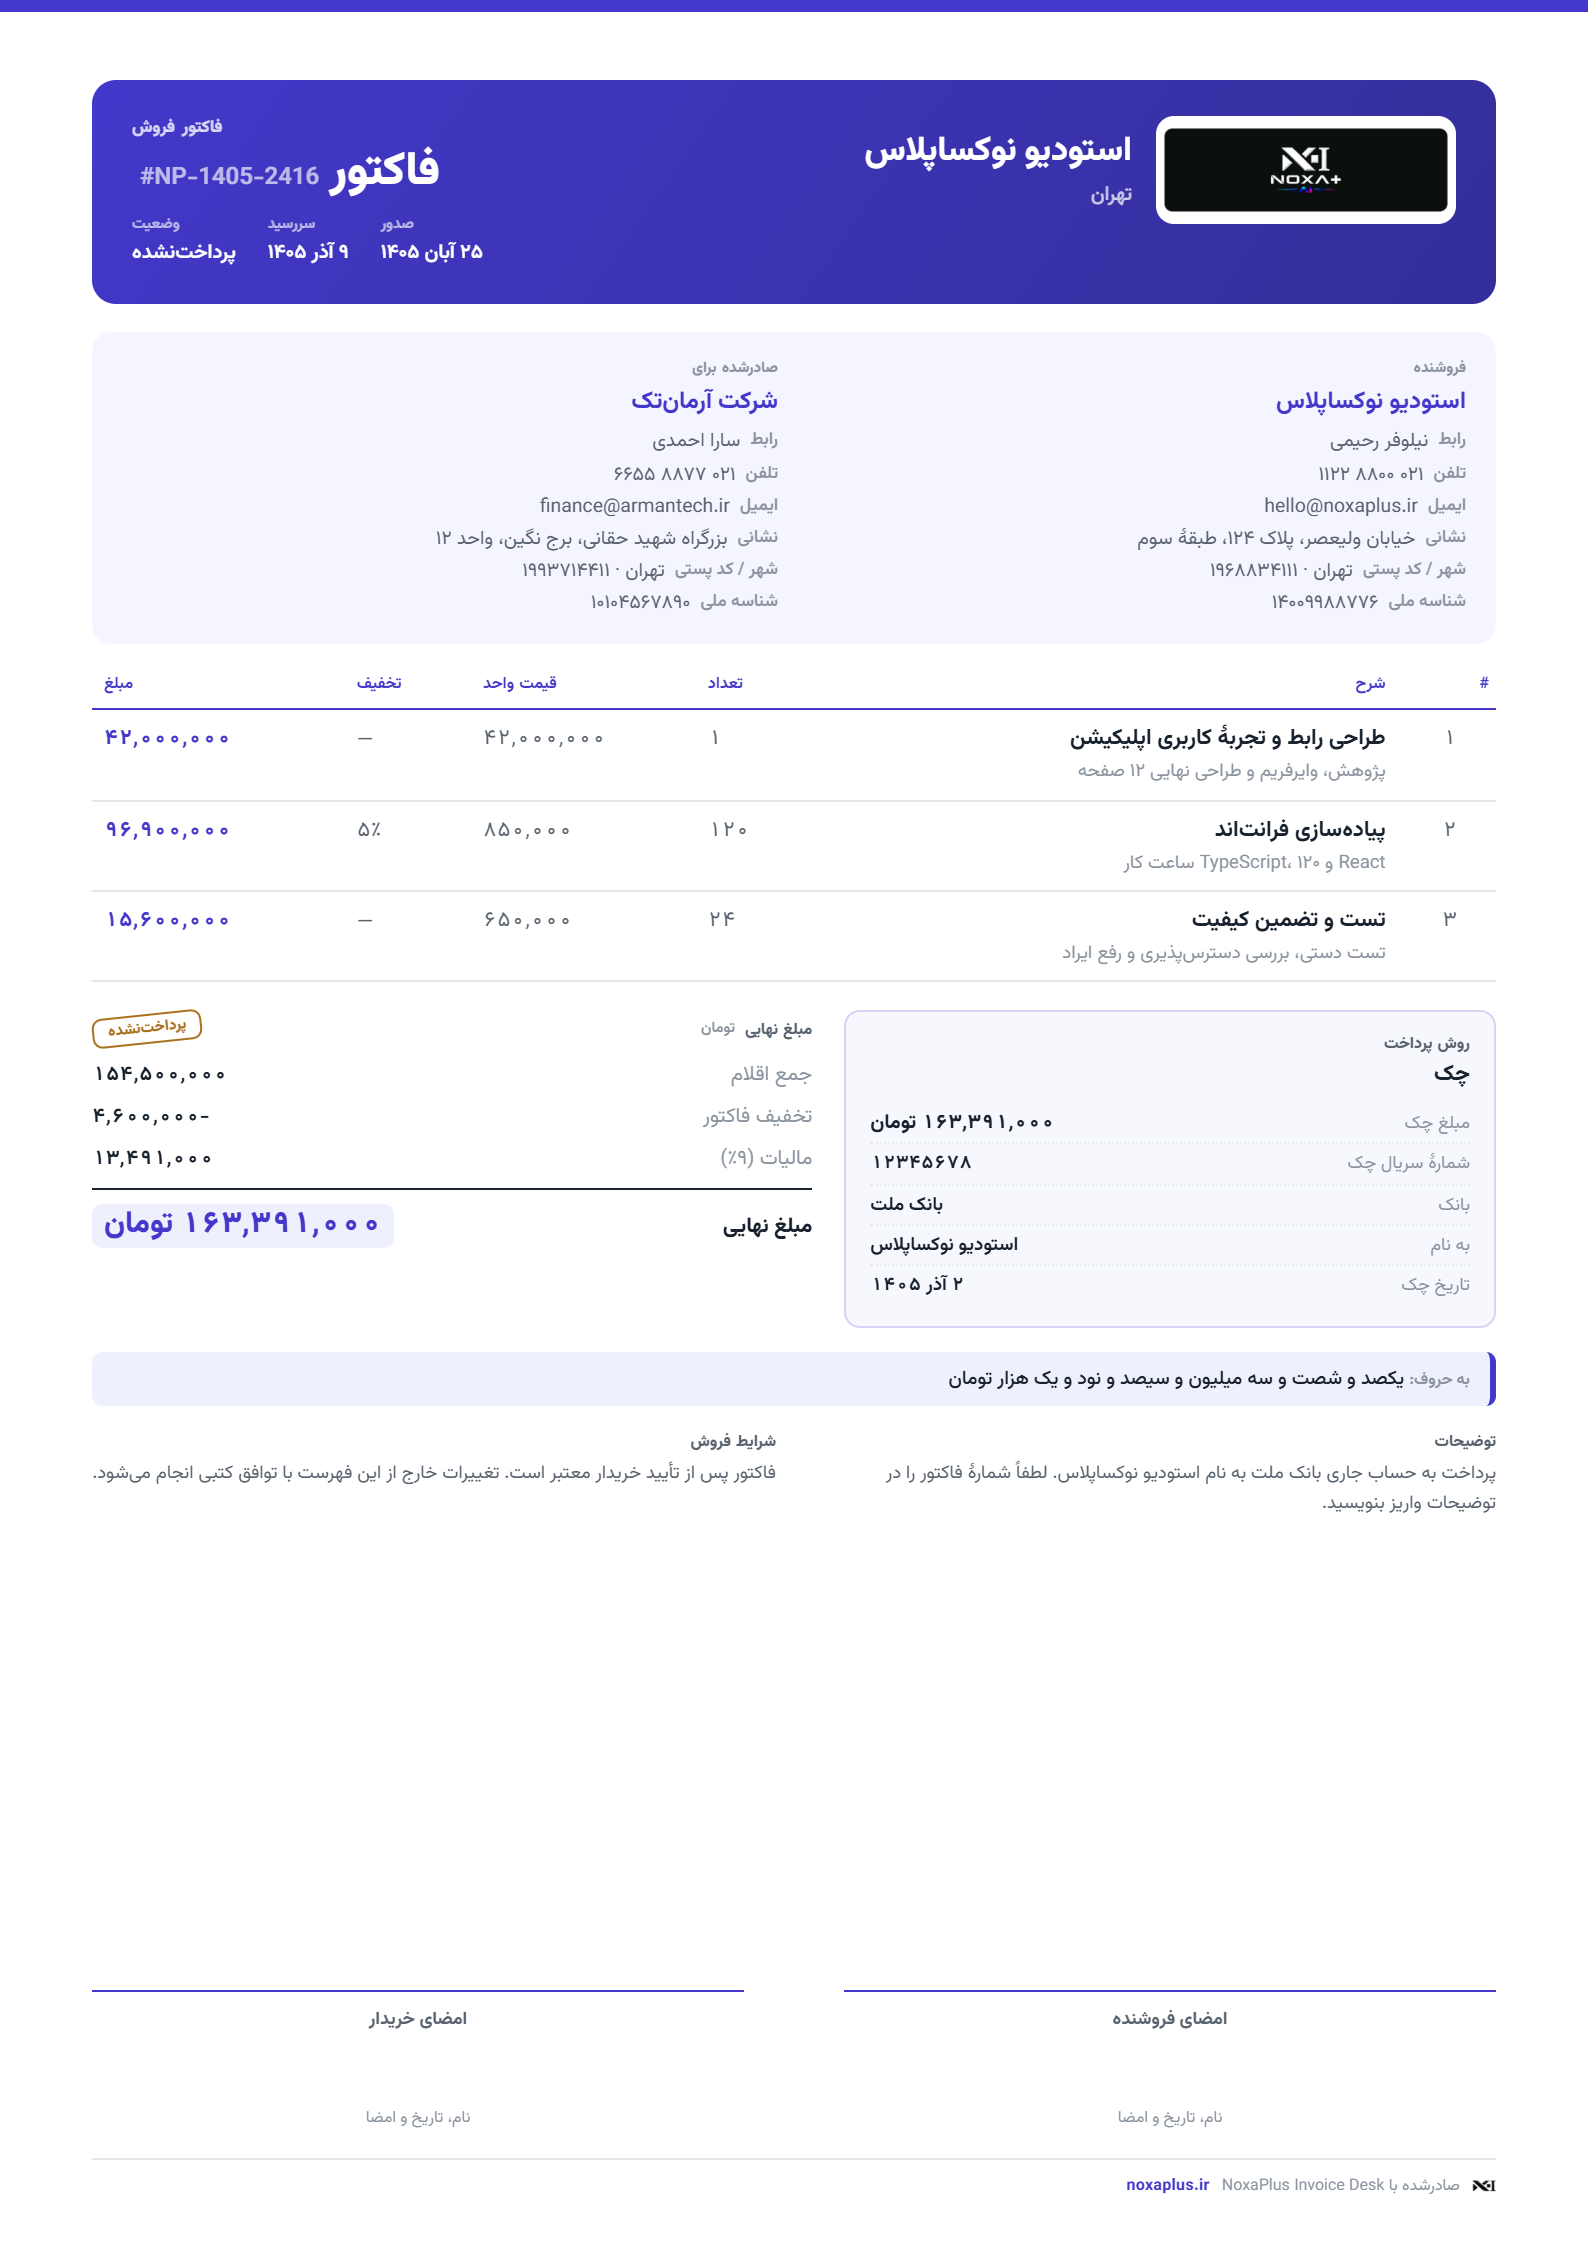 NOXA+
استودیو نوکساپلاس
تهران
فاکتور فروش
فاکتور #NP-1405-2416
صدور سررسید وضعیت
۲۵ آبان ۱۴۰۵ ۹ آذر ۱۴۰۵ پرداخت‌نشده
فروشنده
استودیو نوکساپلاس
رابط نیلوفر رحیمی
تلفن ۰۲۱ ۸۸۰۰ ۱۱۲۲
ایمیل hello@noxaplus.ir
نشانی خیابان ولیعصر، پلاک ۱۲۴، طبقهٔ سوم
شهر / کد پستی تهران · ۱۹۶۸۸۳۴۱۱۱
شناسه ملی ۱۴۰۰۹۹۸۸۷۷۶
صادرشده برای
شرکت آرمان‌تک
رابط سارا احمدی
تلفن ۰۲۱ ۸۸۷۷ ۶۶۵۵
ایمیل finance@armantech.ir
نشانی بزرگراه شهید حقانی، برج نگین، واحد ۱۲
شهر / کد پستی تهران · ۱۹۹۳۷۱۴۴۱۱
شناسه ملی ۱۰۱۰۴۵۶۷۸۹۰
# شرح تعداد قیمت واحد تخفیف مبلغ
۱ طراحی رابط و تجربهٔ کاربری اپلیکیشن ۱ ۴۲,۰۰۰,۰۰۰ — ۴۲,۰۰۰,۰۰۰
پژوهش، وایرفریم و طراحی نهایی ۱۲ صفحه
۲ پیاده‌سازی فرانت‌اند ۱۲۰ ۸۵۰,۰۰۰ ۵٪ ۹۶,۹۰۰,۰۰۰
React و TypeScript، ۱۲۰ ساعت کار
۳ تست و تضمین کیفیت ۲۴ ۶۵۰,۰۰۰ — ۱۵,۶۰۰,۰۰۰
تست دستی، بررسی دسترس‌پذیری و رفع ایراد
روش پرداخت
چک
مبلغ چک ۱۶۳,۳۹۱,۰۰۰ تومان
شمارهٔ سریال چک ۱۲۳۴۵۶۷۸
بانک بانک ملت
به نام استودیو نوکساپلاس
تاریخ چک ۲ آذر ۱۴۰۵
مبلغ نهایی تومان پرداخت‌نشده
جمع اقلام ۱۵۴,۵۰۰,۰۰۰
تخفیف فاکتور -۴,۶۰۰,۰۰۰
مالیات (۹٪) ۱۳,۴۹۱,۰۰۰
مبلغ نهایی ۱۶۳,۳۹۱,۰۰۰ تومان
به حروف: یکصد و شصت و سه میلیون و سیصد و نود و یک هزار تومان
توضیحات
پرداخت به حساب جاری بانک ملت به نام استودیو نوکساپلاس. لطفاً شمارهٔ فاکتور را در
توضیحات واریز بنویسید.
شرایط فروش
فاکتور پس از تأیید خریدار معتبر است. تغییرات خارج از این فهرست با توافق کتبی انجام می‌شود.
امضای فروشنده
نام، تاریخ و امضا
امضای خریدار
نام، تاریخ و امضا
صادرشده با NoxaPlus Invoice Desk noxaplus.ir